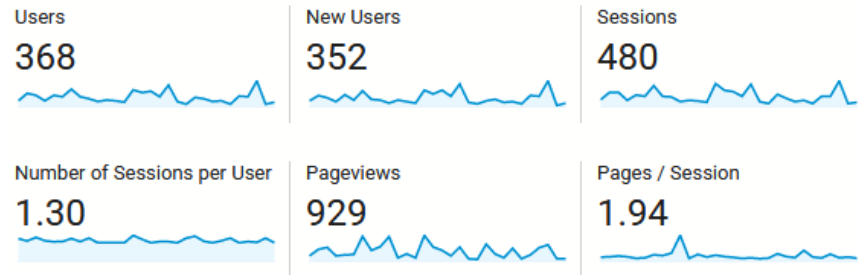 Users
368
New Users
352
Sessions
480
Number of Sessions per User
1.30
Pageviews
929
Pages / Session
1.94